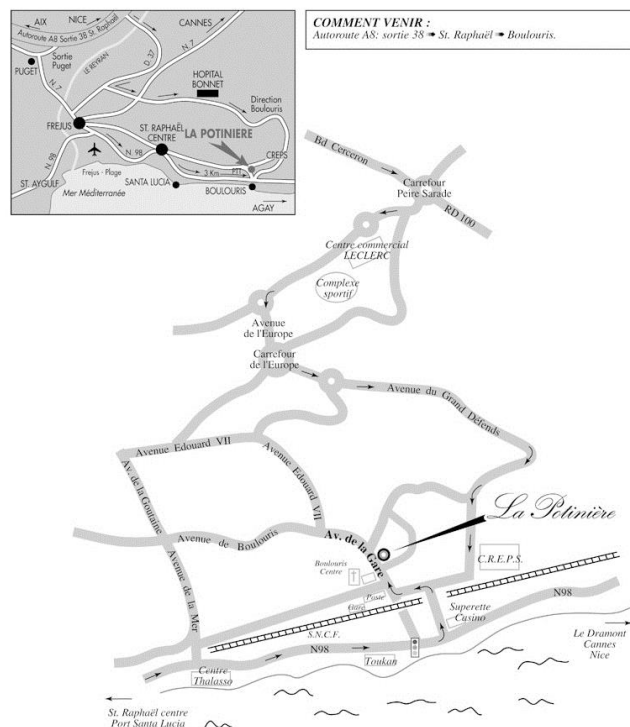 COMMENT VENIR :
Autoroute A8: sortie 38 ➨ St. Raphaël ➨ Boulouris.
AIX
NICE
CANNES
Autoroute A8 Sortie 38 St. Raphaël
Sortie
Puget
PUGET
LE REYRAN
D. 37
N. 7
N. 7
HOPITAL
BONNET
Direction
Boulouris
FREJUS
ST. RAPHAËL
CENTRE
LA POTINIERE
CREPS
N. 98
N. 98
PTT
3 Km
ST. AYGULF
Frejus - Plage
SANTA LUCIA
BOULOURIS
Mer Méditerranée
AGAY
Bd Cerceron
Carrefour
Peire Sarade
RD 100
Centre commercial
LECLERC
Complexe
sportif
Avenue
de l'Europe
Carrefour
de l'Europe
Avenue du Grand Défends
Avenue Edouard VII
Avenue Edouard VII
Av. de la Goutaine
La Potinière
Avenue de Boulouris
Av. de la Gare
C.R.E.P.S.
Boulouris
Centre
Avenue de la Mer
Poste
Gare
S.N.C.F.
Superette
Casino
N98
N98
Toukan
Centre
Thalasso
Le Dramont
Cannes
Nice
St. Raphaël centre
Port Santa Lucia